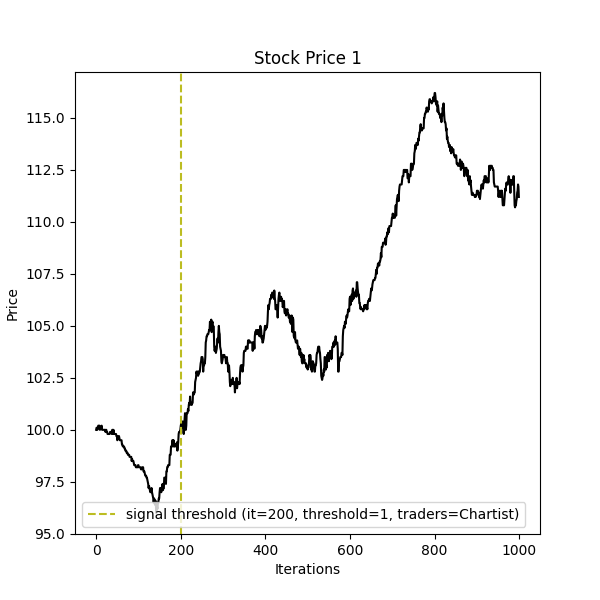 Stock Price 1
Price
115.0
112.5
110.0
107.5
105.0
102.5
100.0
97.5
95.0
signal threshold (it=200, threshold=1, traders=Chartist)
0 200 400 600 800 1000
Iterations